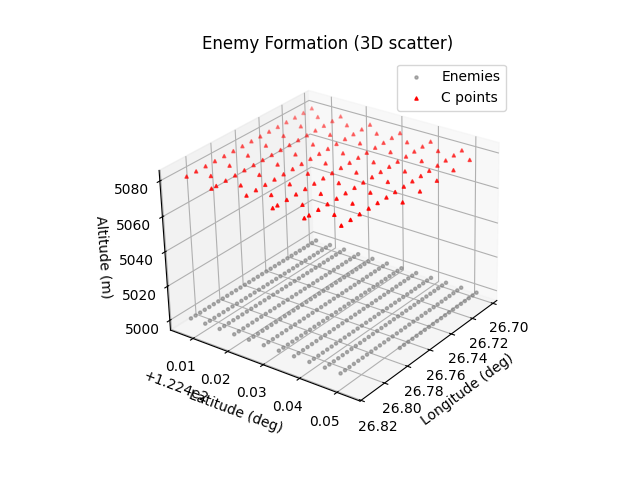 Enemy Formation (3D scatter)
Enemies
C points
5080
5060
5040
5020
5000
Altitude (m)
0.01
0.02
0.03
0.04
0.05
Latitude (deg)
26.70
26.72
26.74
26.76
26.78
26.80
26.82
Longitude (deg)